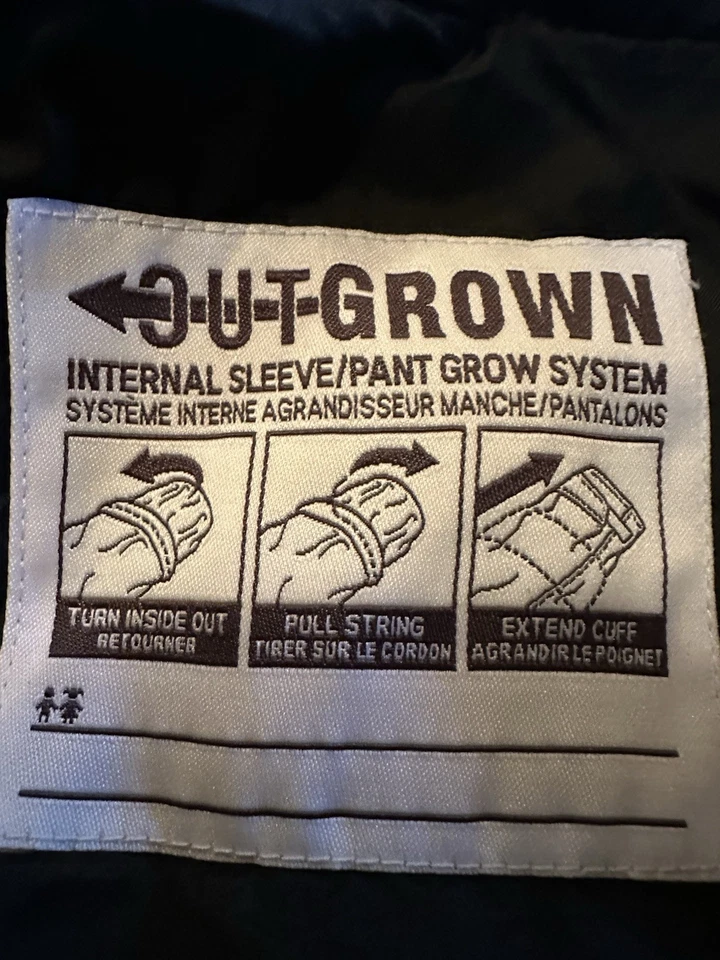 OUTGROWN
INTERNAL SLEEVE/PANT GROW SYSTEM
SYSTÈME INTERNE AGRANDISSEUR MANCHE/PANTALONS
TURN INSIDE OUT
RETOURNER
PULL STRING
TIRER SUR LE CORDON
EXTEND CUFF
AGRANDIR LE POIGNET